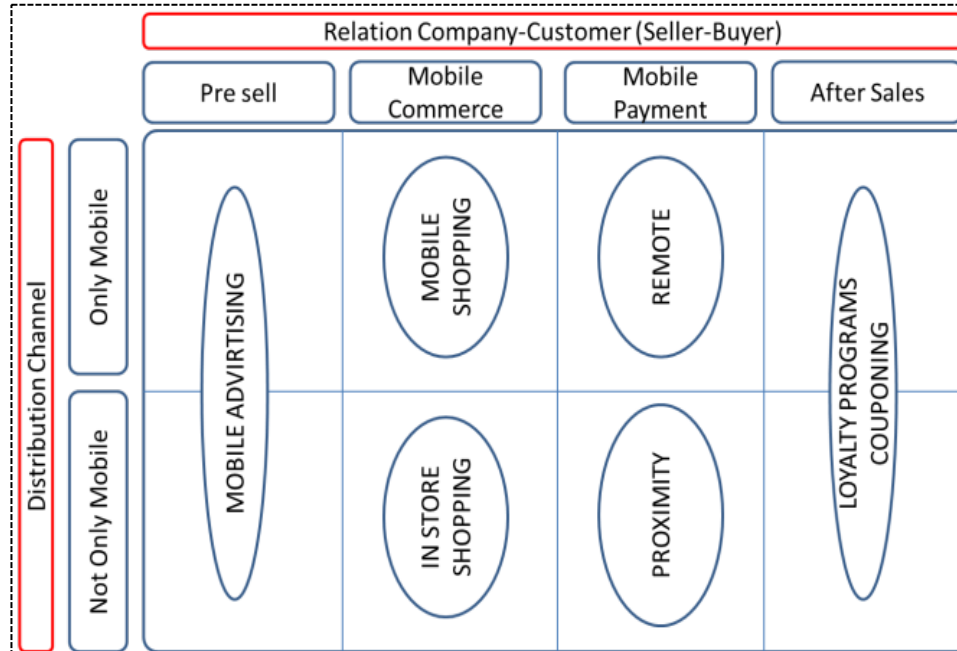 Relation Company-Customer (Seller-Buyer)
Pre sell
Mobile
Commerce
Mobile
Payment
After Sales
Distribution Channel
Only Mobile
Not Only Mobile
MOBILE ADVIRTISING
MOBILE
SHOPPING
REMOTE
LOYALTY PROGRAMS
COUPONING
IN STORE
SHOPPING
PROXIMITY